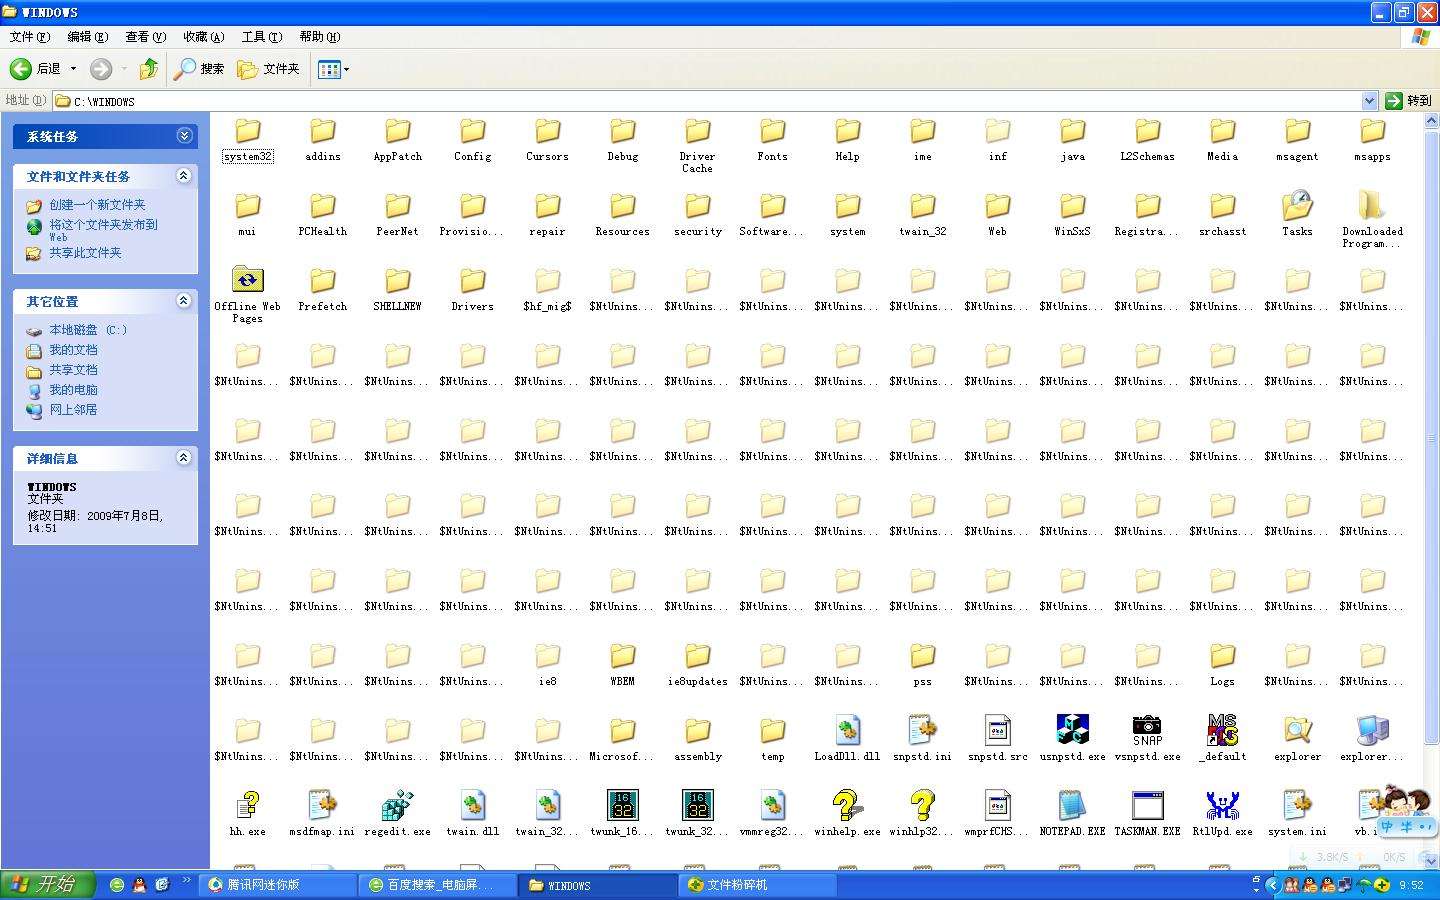 WINDOWS
文件(F) 编辑(E) 查看(V) 收藏(A) 工具(T) 帮助(H)
后退 搜索 文件夹
地址(D) C:\WINDOWS 转到
系统任务
文件和文件夹任务
创建一个新文件夹
将这个文件夹发布到
Web
共享此文件夹
其它位置
本地磁盘 (C:)
我的文档
共享文档
我的电脑
网上邻居
详细信息
WINDOWS
文件夹
修改日期: 2009年7月8日,
14:51
system32 addins AppPatch Config Cursors Debug Driver Cache Fonts Help ime inf java L2Schemas Media msagent msapps
mui PCHealth PeerNet Provisio... repair Resources security Software... system twain_32 Web WinSxS Registra... srchasst Tasks Downloaded Program...
Offline Web Pages Prefetch SHELLNEW Drivers $hf_mig$ $NtUnins... $NtUnins... $NtUnins... $NtUnins... $NtUnins... $NtUnins... $NtUnins... $NtUnins... $NtUnins... $NtUnins... $NtUnins...
$NtUnins... $NtUnins... $NtUnins... $NtUnins... $NtUnins... $NtUnins... $NtUnins... $NtUnins... $NtUnins... $NtUnins... $NtUnins... $NtUnins... $NtUnins... $NtUnins... $NtUnins... $NtUnins...
$NtUnins... $NtUnins... $NtUnins... $NtUnins... $NtUnins... $NtUnins... $NtUnins... $NtUnins... $NtUnins... $NtUnins... $NtUnins... $NtUnins... $NtUnins... $NtUnins... $NtUnins... $NtUnins...
$NtUnins... $NtUnins... $NtUnins... $NtUnins... $NtUnins... $NtUnins... $NtUnins... $NtUnins... $NtUnins... $NtUnins... $NtUnins... $NtUnins... $NtUnins... $NtUnins... $NtUnins... $NtUnins...
$NtUnins... $NtUnins... $NtUnins... $NtUnins... $NtUnins... $NtUnins... $NtUnins... $NtUnins... $NtUnins... $NtUnins... $NtUnins... $NtUnins... $NtUnins... $NtUnins... $NtUnins... $NtUnins...
$NtUnins... $NtUnins... $NtUnins... $NtUnins... ie8 WBEM ie8updates $NtUnins... $NtUnins... pss $NtUnins... $NtUnins... $NtUnins... Logs $NtUnins... $NtUnins...
$NtUnins... $NtUnins... $NtUnins... $NtUnins... $NtUnins... Microsof... assembly temp LoadDll.dll snpstd.ini snpstd.src usnpstd.exe vsnpstd.exe _default explorer explorer...
hh.exe msdfmap.ini regedit.exe twain.dll twain_32... twunk_16... twunk_32... vmmreg32... winhelp.exe winhlp32... wmprfCHS... NOTEPAD.EXE TASKMAN.EXE RtlUpd.exe system.ini vb.i
中 半
3.8K/S 0K/S
开始 腾讯网迷你版 百度搜索_电脑屏... WINDOWS 文件粉碎机 9:52